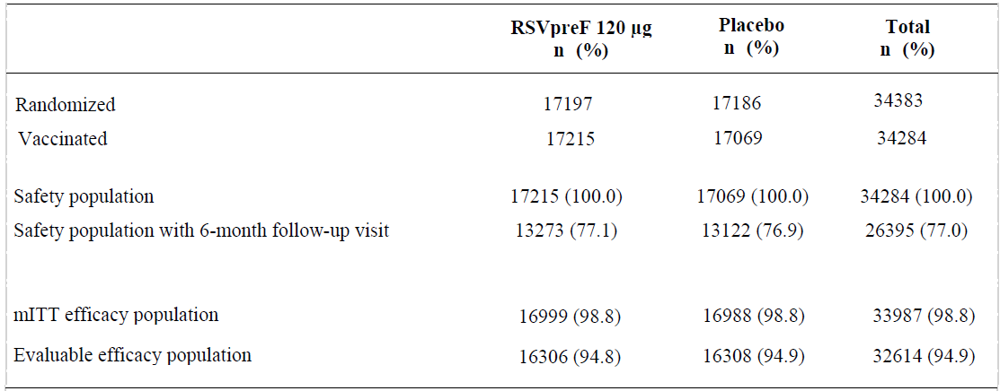 RSVpreF 120 µg Placebo Total
n (%) n (%) n (%)
Randomized 17197 17186 34383
Vaccinated 17215 17069 34284
Safety population 17215 (100.0) 17069 (100.0) 34284 (100.0)
Safety population with 6-month follow-up visit 13273 (77.1) 13122 (76.9) 26395 (77.0)
mITT efficacy population 16999 (98.8) 16988 (98.8) 33987 (98.8)
Evaluable efficacy population 16306 (94.8) 16308 (94.9) 32614 (94.9)